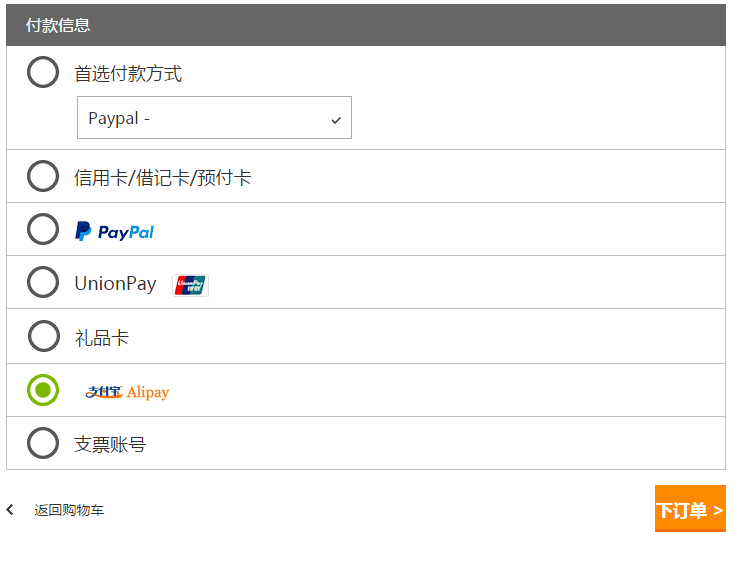 付款信息
首选付款方式
Paypal -
信用卡/借记卡/预付卡
PayPal
UnionPay UnionPay 银联
礼品卡
支付宝 Alipay
支票账号
返回购物车
下订单 >